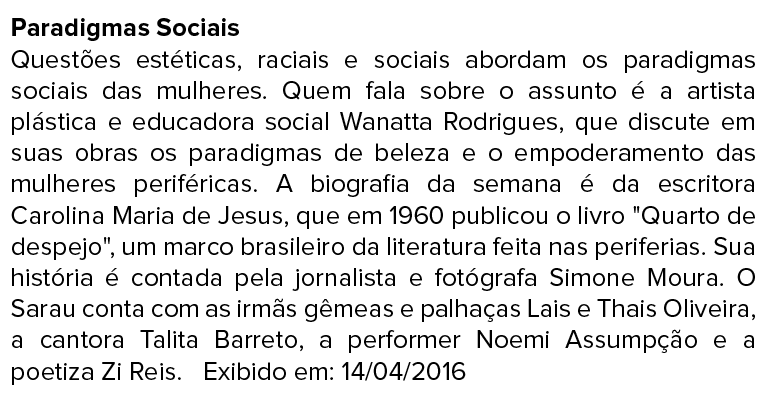 Paradigmas Sociais
Questões estéticas, raciais e sociais abordam os paradigmas
sociais das mulheres. Quem fala sobre o assunto é a artista
plástica e educadora social Wanatta Rodrigues, que discute em
suas obras os paradigmas de beleza e o empoderamento das
mulheres periféricas. A biografia da semana é da escritora
Carolina Maria de Jesus, que em 1960 publicou o livro "Quarto de
despejo", um marco brasileiro da literatura feita nas periferias. Sua
história é contada pela jornalista e fotógrafa Simone Moura. O
Sarau conta com as irmãs gêmeas e palhaças Lais e Thais Oliveira,
a cantora Talita Barreto, a performer Noemi Assumpção e a
poetiza Zi Reis. Exibido em: 14/04/2016